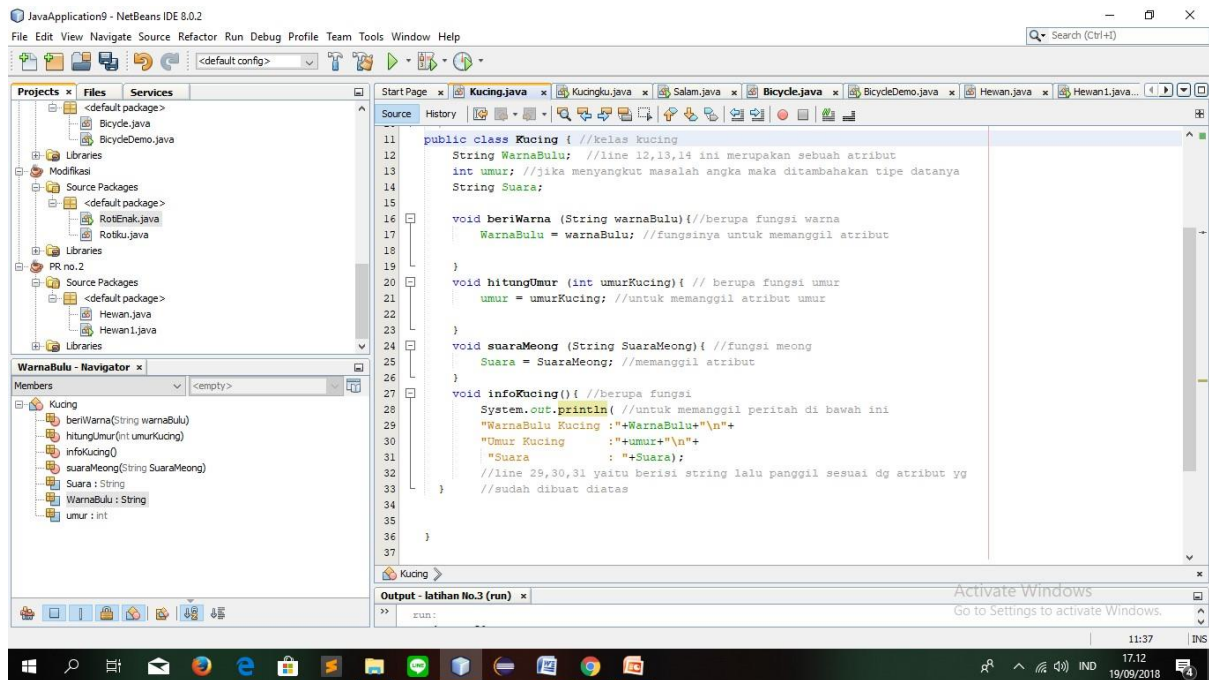 JavaApplication9 - NetBeans IDE 8.0.2
File Edit View Navigate Source Refactor Run Debug Profile Team Tools Window Help
Search (Ctrl+I)
<default config>
Projects Files Services
<default package>
Bicycle.java
BicycleDemo.java
Libraries
Modifikasi
Source Packages
<default package>
RotiEnak.java
Rotiku.java
Libraries
PR no.2
Source Packages
<default package>
Hewan.java
Hewan1.java
Libraries
WarnaBulu - Navigator
Members <empty>
Kucing
beriWarna(String warnaBulu)
hitungUmur(int umurKucing)
infoKucing()
suaraMeong(String SuaraMeong)
Suara : String
WarnaBulu : String
umur : int
Start Page Kucing.java Kucingku.java Salam.java Bicycle.java BicycleDemo.java Hewan.java Hewan1.java...
Source History
11 public class Kucing { //kelas kucing
12 String WarnaBulu; //line 12,13,14 ini merupakan sebuah atribut
13 int umur; //jika menyangkut masalah angka maka ditambahakan tipe datanya
14 String Suara;
15
16 void beriWarna (String warnaBulu){//berupa fungsi warna
17 WarnaBulu = warnaBulu; //fungsinya untuk memanggil atribut
18
19 }
20 void hitungUmur (int umurKucing){ // berupa fungsi umur
21 umur = umurKucing; //untuk memanggil atribut umur
22
23 }
24 void suaraMeong (String SuaraMeong){ //fungsi meong
25 Suara = SuaraMeong; //memanggil atribut
26 }
27 void infoKucing(){ //berupa fungsi
28 System.out.println( //untuk memanggil peritah di bawah ini
29 "WarnaBulu Kucing :"+WarnaBulu+"\n"+
30 "Umur Kucing :"+umur+"\n"+
31 "Suara : "+Suara);
32 //line 29,30,31 yaitu berisi string lalu panggil sesuai dg atribut yg
33 } //sudah dibuat diatas
34
35
36 }
37
Kucing
Output - latihan No.3 (run)
run:
Activate Windows
Go to Settings to activate Windows.
11:37 INS
IND
17.12
19/09/2018
4